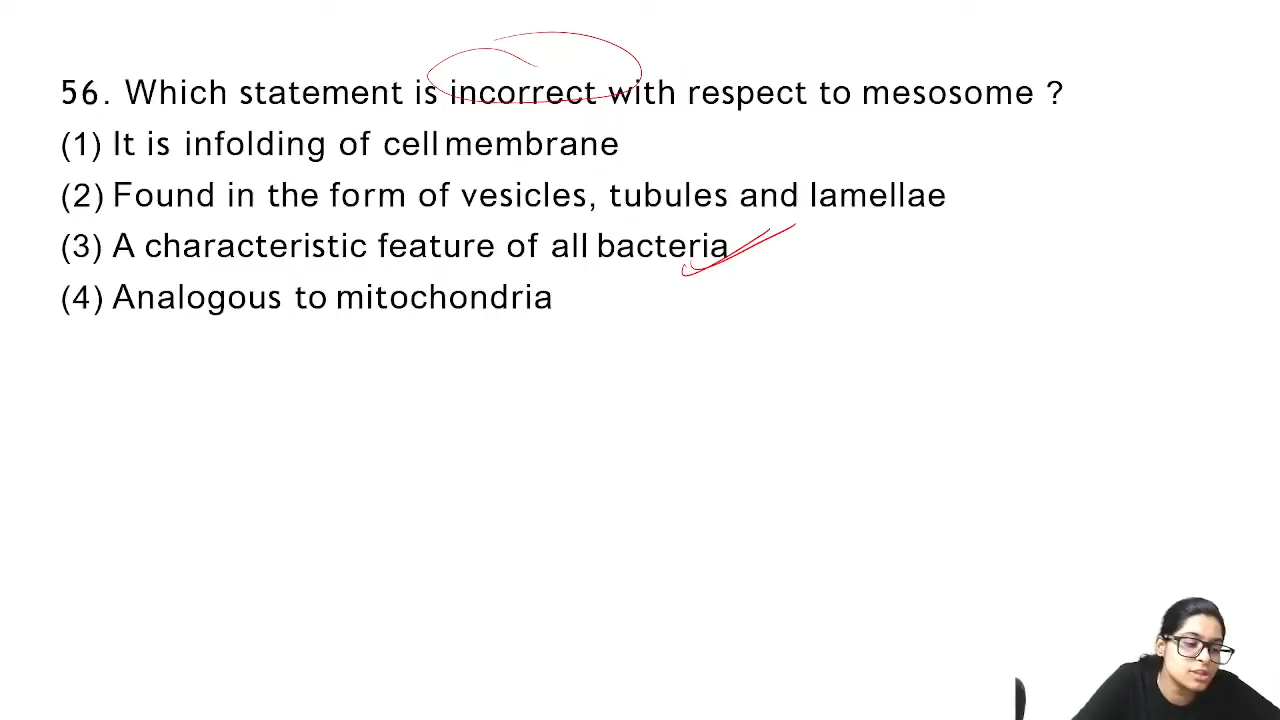 56. Which statement is incorrect with respect to mesosome ?
(1) It is infolding of cell membrane
(2) Found in the form of vesicles, tubules and lamellae
(3) A characteristic feature of all bacteria
(4) Analogous to mitochondria